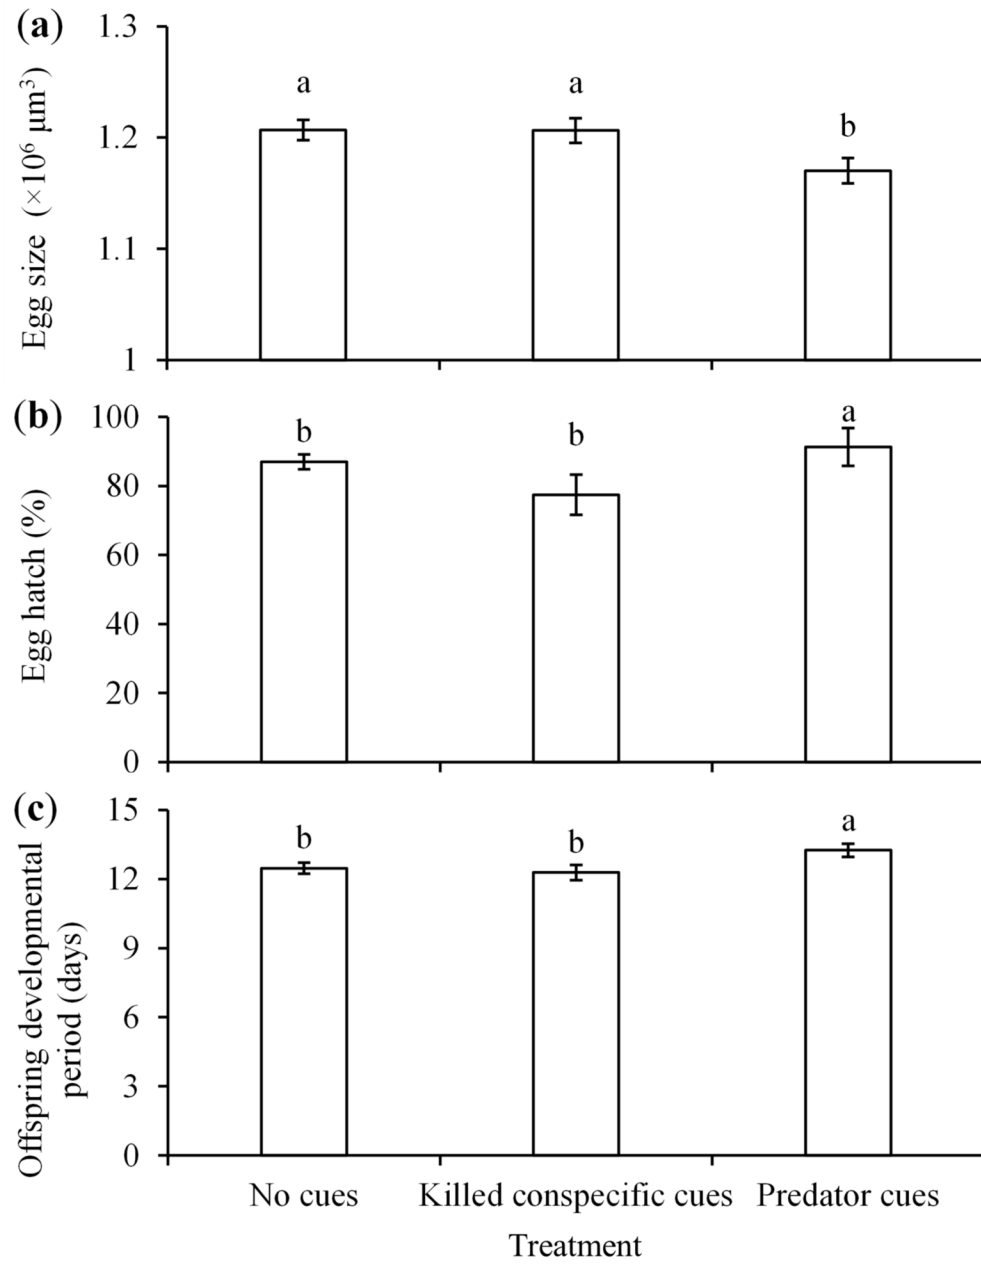 (a)
Egg size (×10⁶ μm³)
1.3
1.2
1.1
1
a
a
b
(b)
Egg hatch (%)
100
80
60
40
20
0
b
b
a
(c)
Offspring developmental
period (days)
15
12
9
6
3
0
b
b
a
No cues Killed conspecific cues Predator cues
Treatment